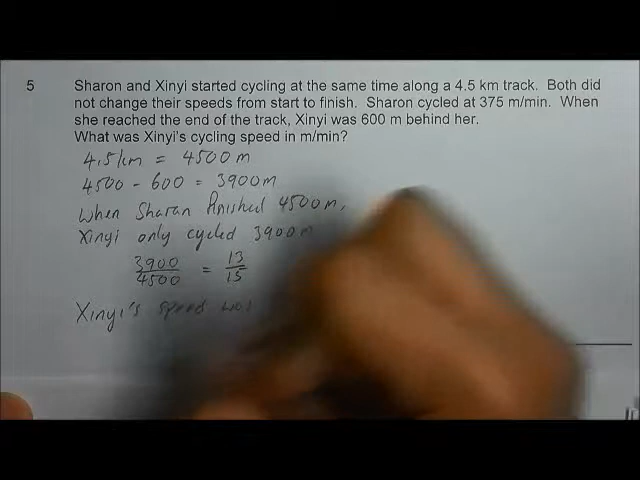 5 Sharon and Xinyi started cycling at the same time along a 4.5 km track. Both did
not change their speeds from start to finish. Sharon cycled at 375 m/min. When
she reached the end of the track, Xinyi was 600 m behind her.
What was Xinyi's cycling speed in m/min?
4.5 km = 4500 m
4500 - 600 = 3900 m
When Sharon finished 4500 m,
Xinyi only cycled 3900 m
3900/4500 = 13/15
Xinyi's speed was